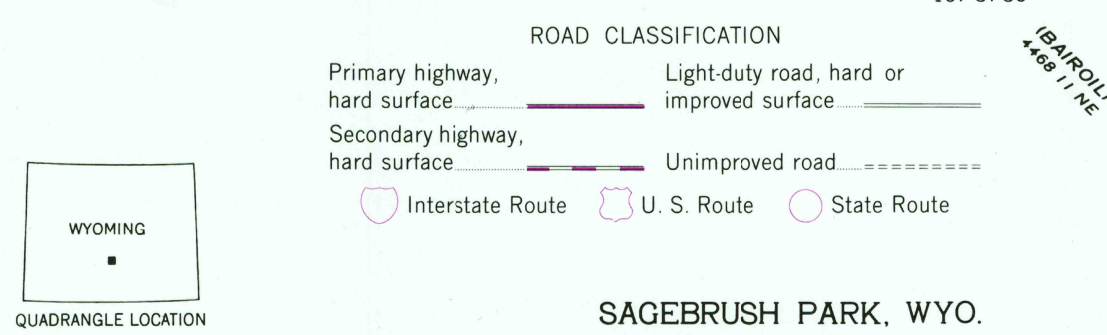 ROAD CLASSIFICATION
Primary highway,
hard surface
Light-duty road, hard or
improved surface
Secondary highway,
hard surface
Unimproved road
Interstate Route
U. S. Route
State Route
(BAIROIL)
4468 II NE
WYOMING
QUADRANGLE LOCATION
SAGEBRUSH PARK, WYO.